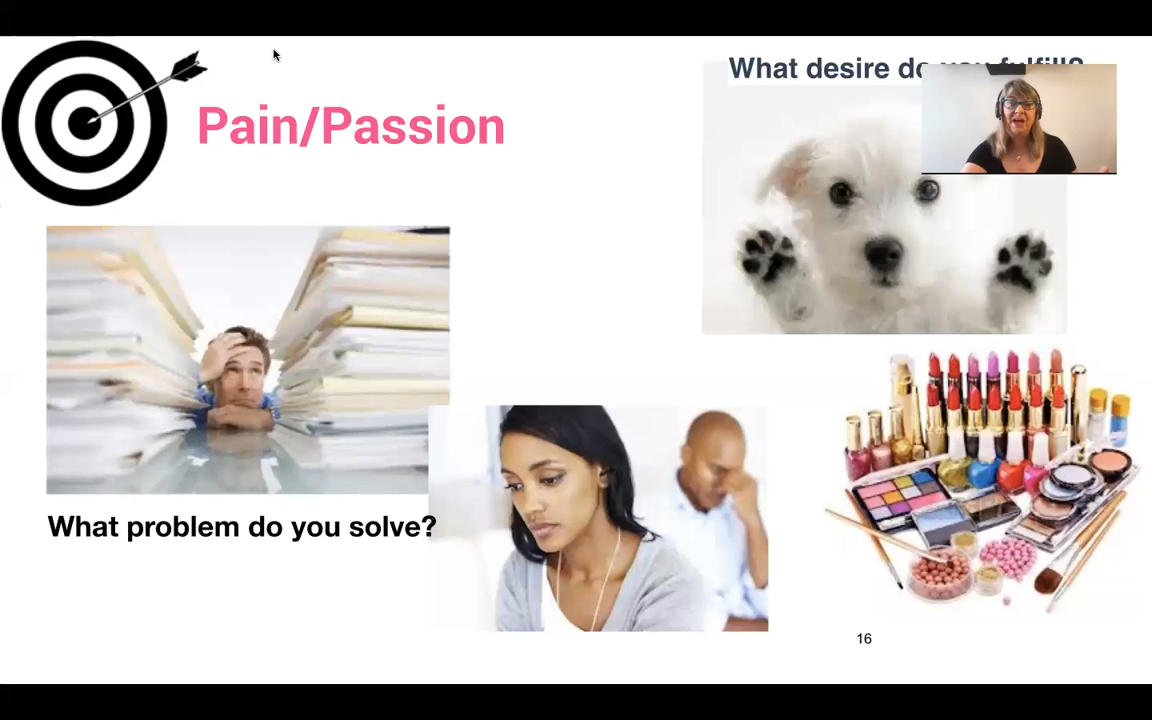 What desire do you fulfill?
Pain/Passion
What problem do you solve?
16